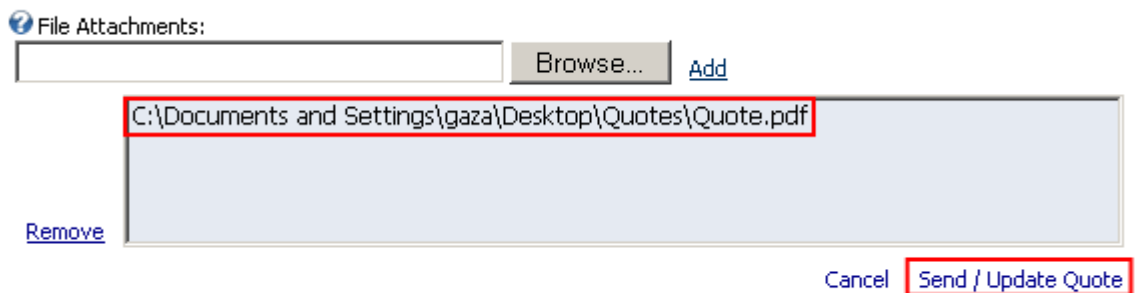 File Attachments:
Browse... Add
C:\Documents and Settings\gaza\Desktop\Quotes\Quote.pdf
Remove
Cancel Send / Update Quote